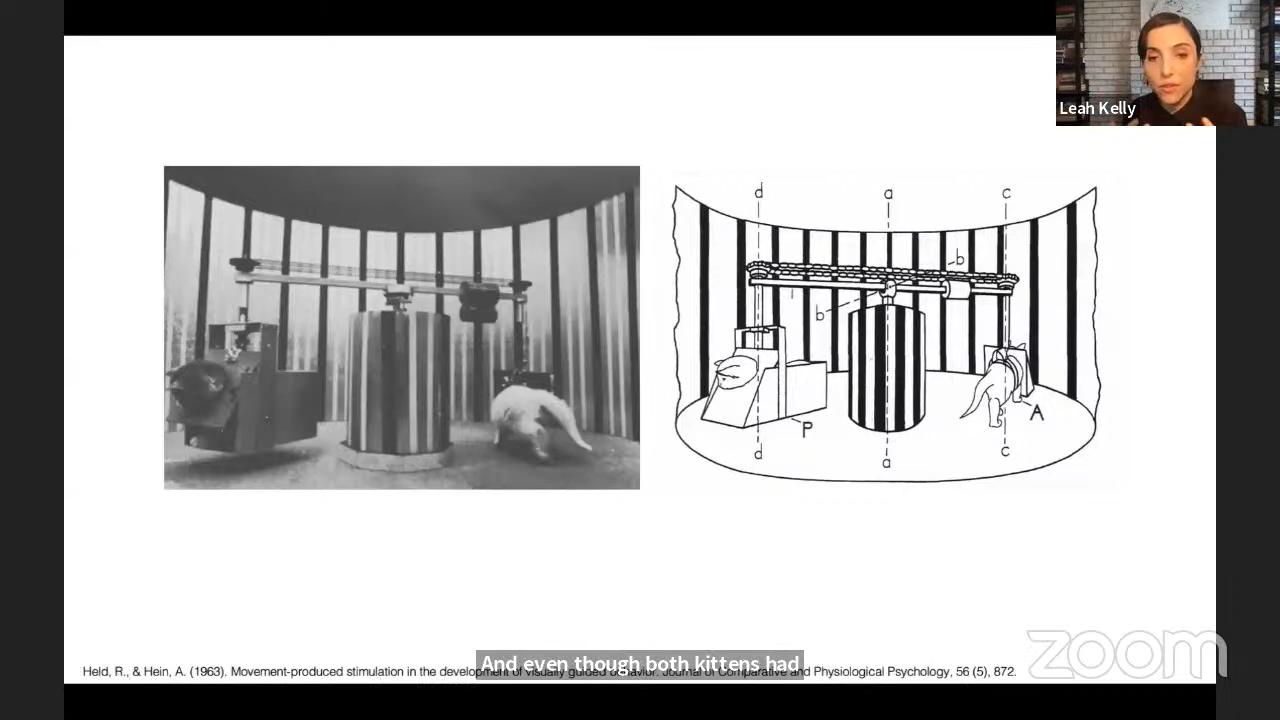 Leah Kelly
d a c
b
b
A
P
d a c
And even though both kittens had
Held, R., & Hein, A. (1963). Movement-produced stimulation in the development of visually guided behavior. Journal of Comparative and Physiological Psychology, 56 (5), 872.
zoom